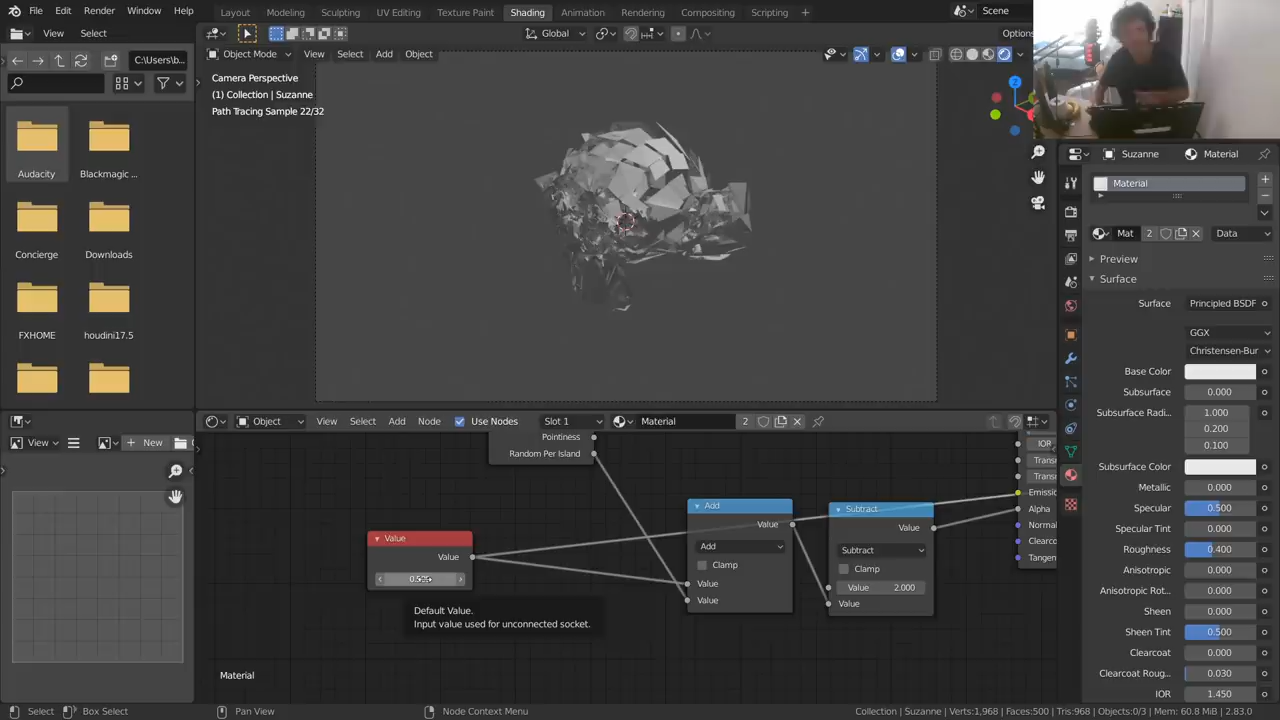 File Edit Render Window Help
Layout Modeling Sculpting UV Editing Texture Paint Shading Animation Rendering Compositing Scripting +
Scene
View Select
Object Mode View Select Add Object
Global
Options
C:\Users\b...
Camera Perspective
(1) Collection | Suzanne
Path Tracing Sample 22/32
Audacity
Blackmagic ...
Concierge
Downloads
FXHOME
houdini17.5
View
New
Object View Select Add Node Use Nodes Slot 1 Material 2
Pointiness
Random Per Island
Value
Value
Default Value.
Input value used for unconnected socket.
Add
Value
Add
Clamp
Value
Value
Subtract
Value
Subtract
Clamp
Value 2.000
Value
IOR
Trans
Trans
Emissi
Alpha
Normal
Clearco
Tangen
Material
Suzanne Material
Material
Mat 2 Data
Preview
Surface
Surface Principled BSDF
GGX
Christensen-Bur
Base Color
Subsurface 0.000
Subsurface Radi... 1.000
0.200
0.100
Subsurface Color
Metallic 0.000
Specular 0.500
Specular Tint 0.000
Roughness 0.400
Anisotropic 0.000
Anisotropic Rot... 0.000
Sheen 0.000
Sheen Tint 0.500
Clearcoat 0.000
Clearcoat Roug... 0.030
IOR 1.450
Select Box Select Pan View Node Context Menu
Collection | Suzanne | Verts:1,968 | Faces:500 | Tris:968 | Objects:0/3 | Mem: 60.8 MiB | 2.83.0